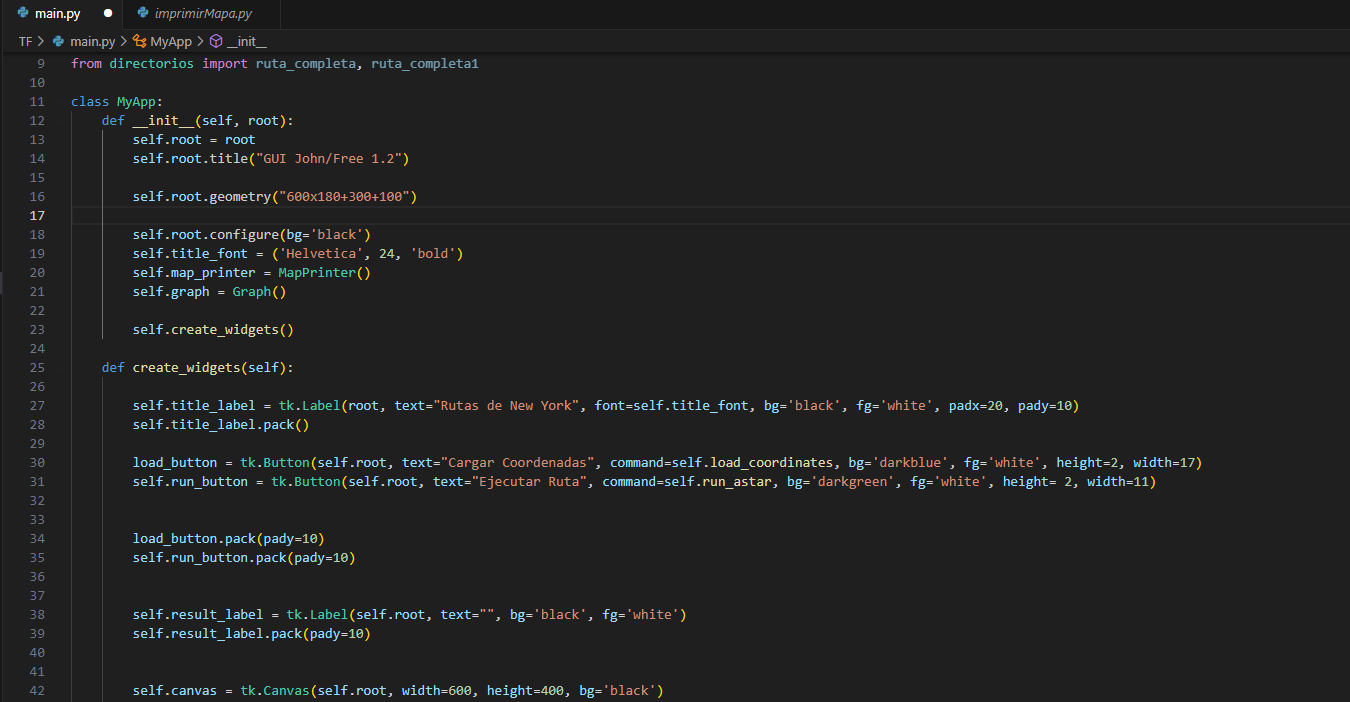 main.py ● imprimirMapa.py
TF > main.py > MyApp > __init__
9 from directorios import ruta_completa, ruta_completa1
10
11 class MyApp:
12     def __init__(self, root):
13         self.root = root
14         self.root.title("GUI John/Free 1.2")
15
16         self.root.geometry("600x180+300+100")
17
18         self.root.configure(bg='black')
19         self.title_font = ('Helvetica', 24, 'bold')
20         self.map_printer = MapPrinter()
21         self.graph = Graph()
22
23         self.create_widgets()
24
25     def create_widgets(self):
26
27         self.title_label = tk.Label(root, text="Rutas de New York", font=self.title_font, bg='black', fg='white', padx=20, pady=10)
28         self.title_label.pack()
29
30         load_button = tk.Button(self.root, text="Cargar Coordenadas", command=self.load_coordinates, bg='darkblue', fg='white', height=2, width=17)
31         self.run_button = tk.Button(self.root, text="Ejecutar Ruta", command=self.run_astar, bg='darkgreen', fg='white', height= 2, width=11)
32
33
34         load_button.pack(pady=10)
35         self.run_button.pack(pady=10)
36
37
38         self.result_label = tk.Label(self.root, text="", bg='black', fg='white')
39         self.result_label.pack(pady=10)
40
41
42         self.canvas = tk.Canvas(self.root, width=600, height=400, bg='black')